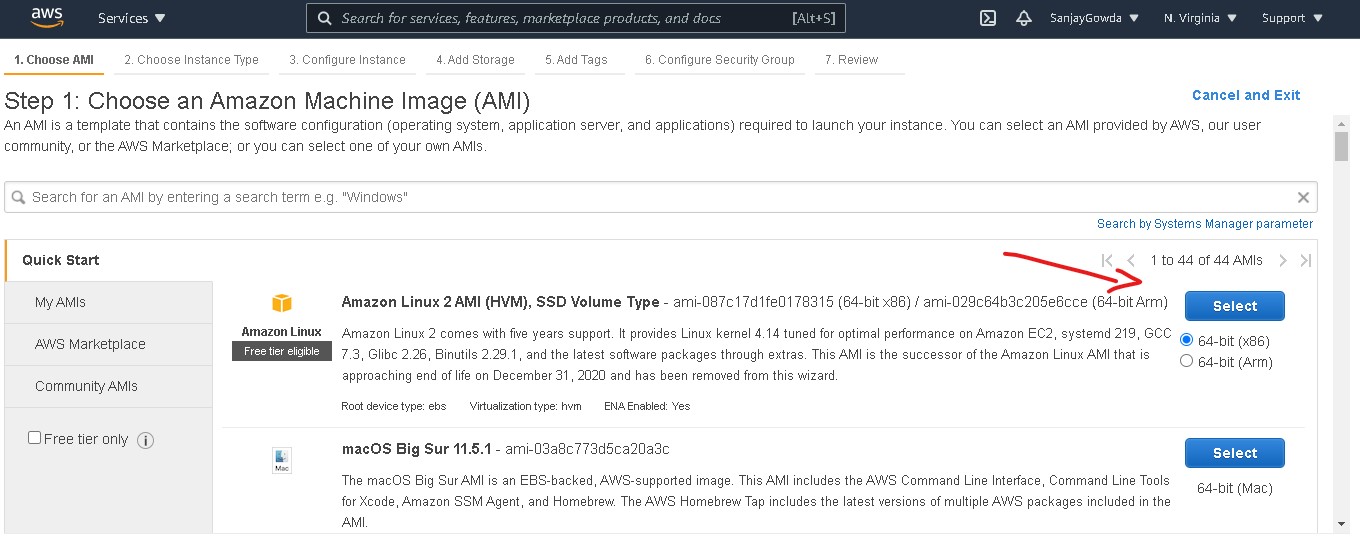 aws Services Search for services, features, marketplace products, and docs [Alt+S] SanjayGowda N. Virginia Support
1. Choose AMI 2. Choose Instance Type 3. Configure Instance 4. Add Storage 5. Add Tags 6. Configure Security Group 7. Review
Step 1: Choose an Amazon Machine Image (AMI)
Cancel and Exit
An AMI is a template that contains the software configuration (operating system, application server, and applications) required to launch your instance. You can select an AMI provided by AWS, our user
community, or the AWS Marketplace; or you can select one of your own AMIs.
Search for an AMI by entering a search term e.g. "Windows"
Search by Systems Manager parameter
Quick Start
1 to 44 of 44 AMIs
My AMIs
AWS Marketplace
Community AMIs
Free tier only
Amazon Linux
Free tier eligible
Amazon Linux 2 AMI (HVM), SSD Volume Type - ami-087c17d1fe0178315 (64-bit x86) / ami-029c64b3c205e6cce (64-bit Arm)
Amazon Linux 2 comes with five years support. It provides Linux kernel 4.14 tuned for optimal performance on Amazon EC2, systemd 219, GCC
7.3, Glibc 2.26, Binutils 2.29.1, and the latest software packages through extras. This AMI is the successor of the Amazon Linux AMI that is
approaching end of life on December 31, 2020 and has been removed from this wizard.
Root device type: ebs Virtualization type: hvm ENA Enabled: Yes
Select
64-bit (x86)
64-bit (Arm)
Mac
macOS Big Sur 11.5.1 - ami-03a8c773d5ca20a3c
The macOS Big Sur AMI is an EBS-backed, AWS-supported image. This AMI includes the AWS Command Line Interface, Command Line Tools
for Xcode, Amazon SSM Agent, and Homebrew. The AWS Homebrew Tap includes the latest versions of multiple AWS packages included in the
AMI.
Select
64-bit (Mac)